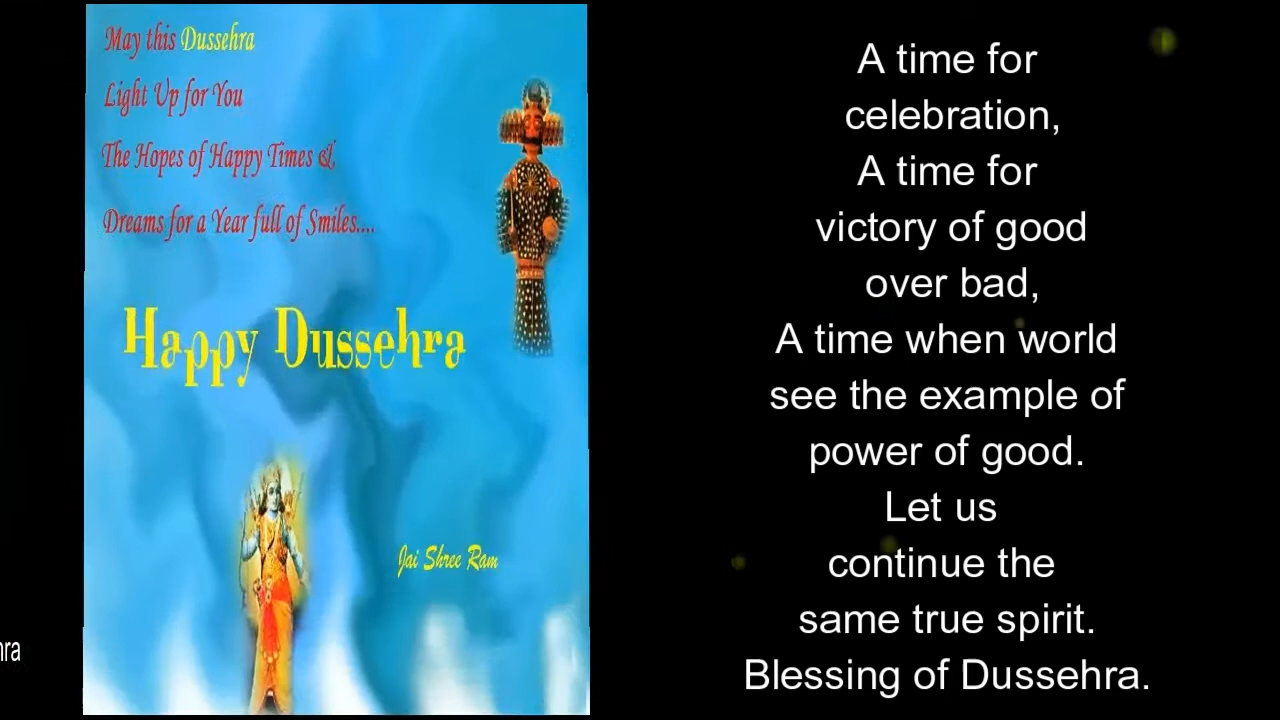 May this Dussehra
Light Up for You
The Hopes of Happy Times &
Dreams for a Year full of Smiles....
Happy Dussehra
Jai Shree Ram
A time for
celebration,
A time for
victory of good
over bad,
A time when world
see the example of
power of good.
Let us
continue the
same true spirit.
Blessing of Dussehra.